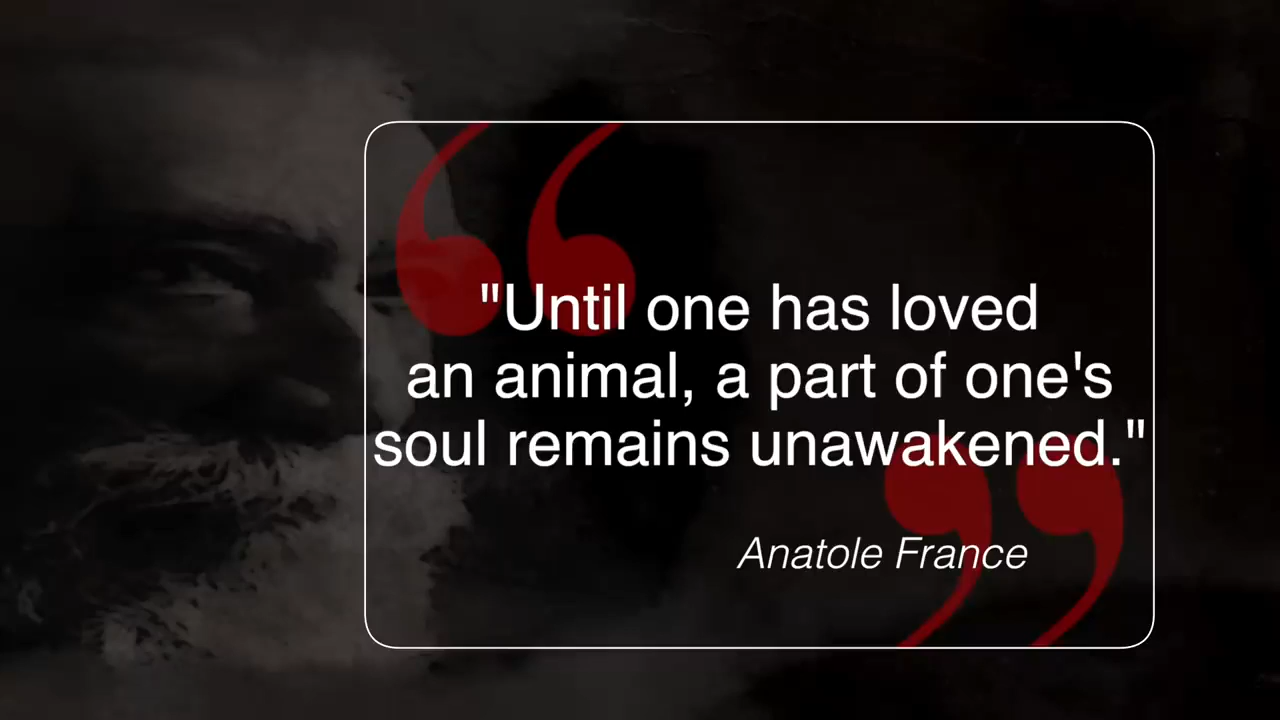 "Until one has loved
an animal, a part of one's
soul remains unawakened."
Anatole France